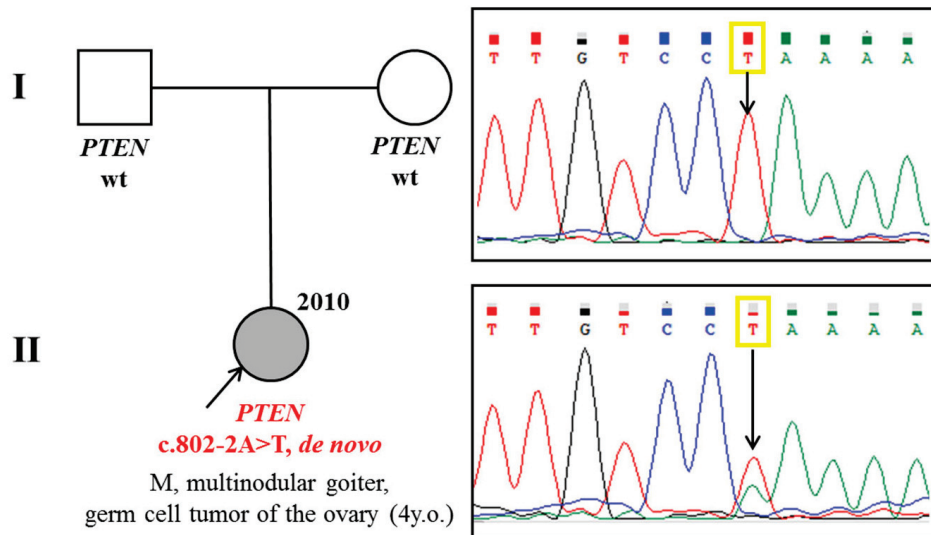 I
PTEN
wt
PTEN
wt
T T G T C C T A A A A
II
2010
PTEN
c.802-2A>T, de novo
M, multinodular goiter,
germ cell tumor of the ovary (4y.o.)
T T G T C C T A A A A